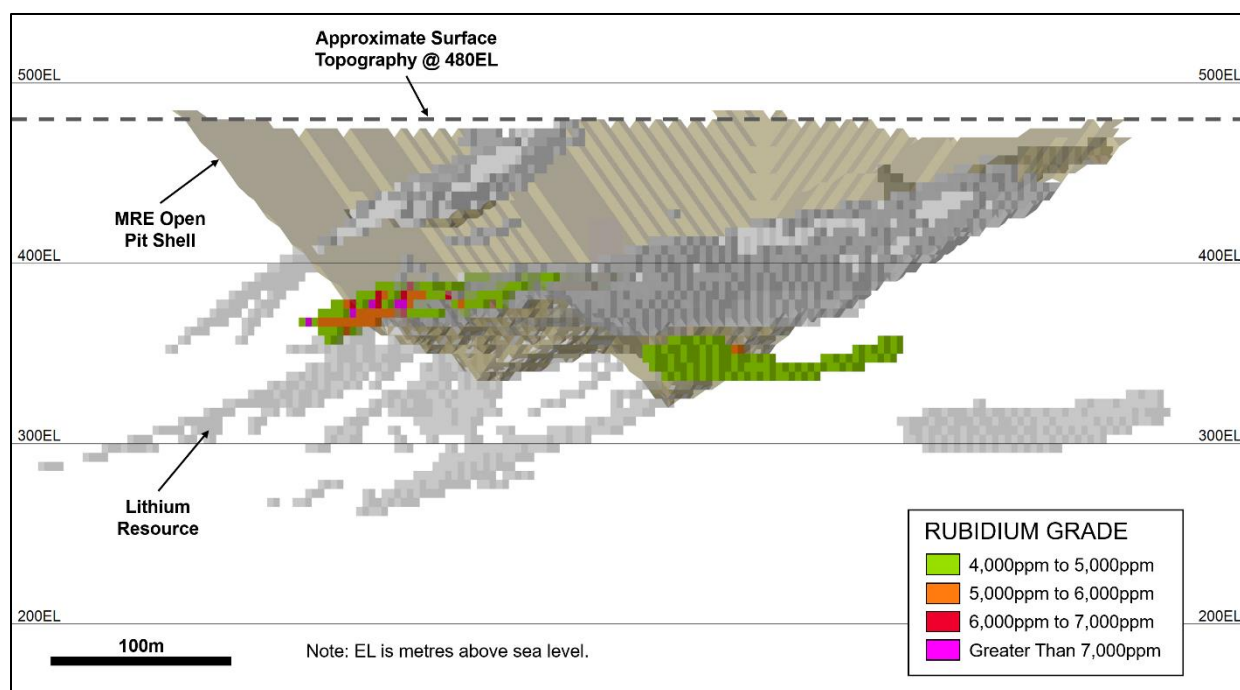 Approximate Surface
Topography @ 480EL
500EL
500EL
MRE Open
Pit Shell
400EL
400EL
300EL
300EL
Lithium
Resource
RUBIDIUM GRADE
4,000ppm to 5,000ppm
5,000ppm to 6,000ppm
6,000ppm to 7,000ppm
Greater Than 7,000ppm
200EL
200EL
100m
Note: EL is metres above sea level.